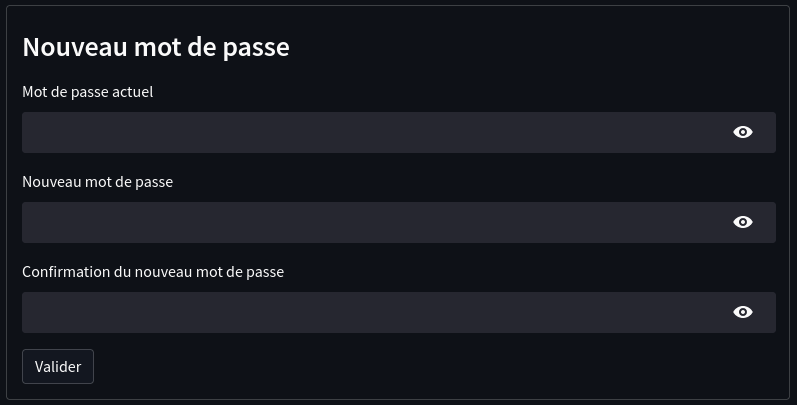 Nouveau mot de passe
Mot de passe actuel
Nouveau mot de passe
Confirmation du nouveau mot de passe
Valider